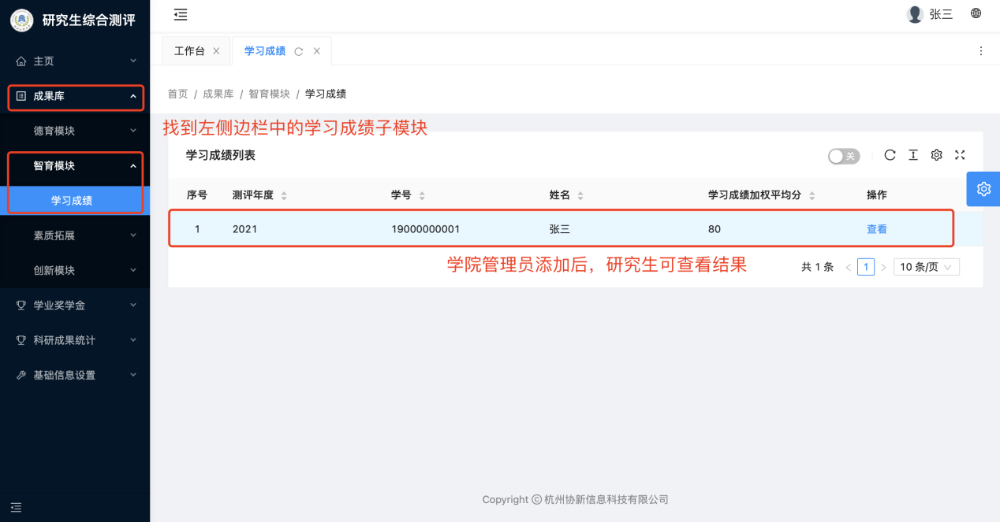 研究生综合测评
张三
主页
工作台
学习成绩
成果库
首页 / 成果库 / 智育模块 / 学习成绩
德育模块
找到左侧边栏中的学习成绩子模块
智育模块
学习成绩列表
关
学习成绩
序号 测评年度 学号 姓名 学习成绩加权平均分 操作
素质拓展
1 2021 19000000001 张三 80 查看
创新模块
学院管理员添加后，研究生可查看结果
共 1 条 < 1 > 10 条/页
学业奖学金
科研成果统计
基础信息设置
Copyright © 杭州协新信息科技有限公司